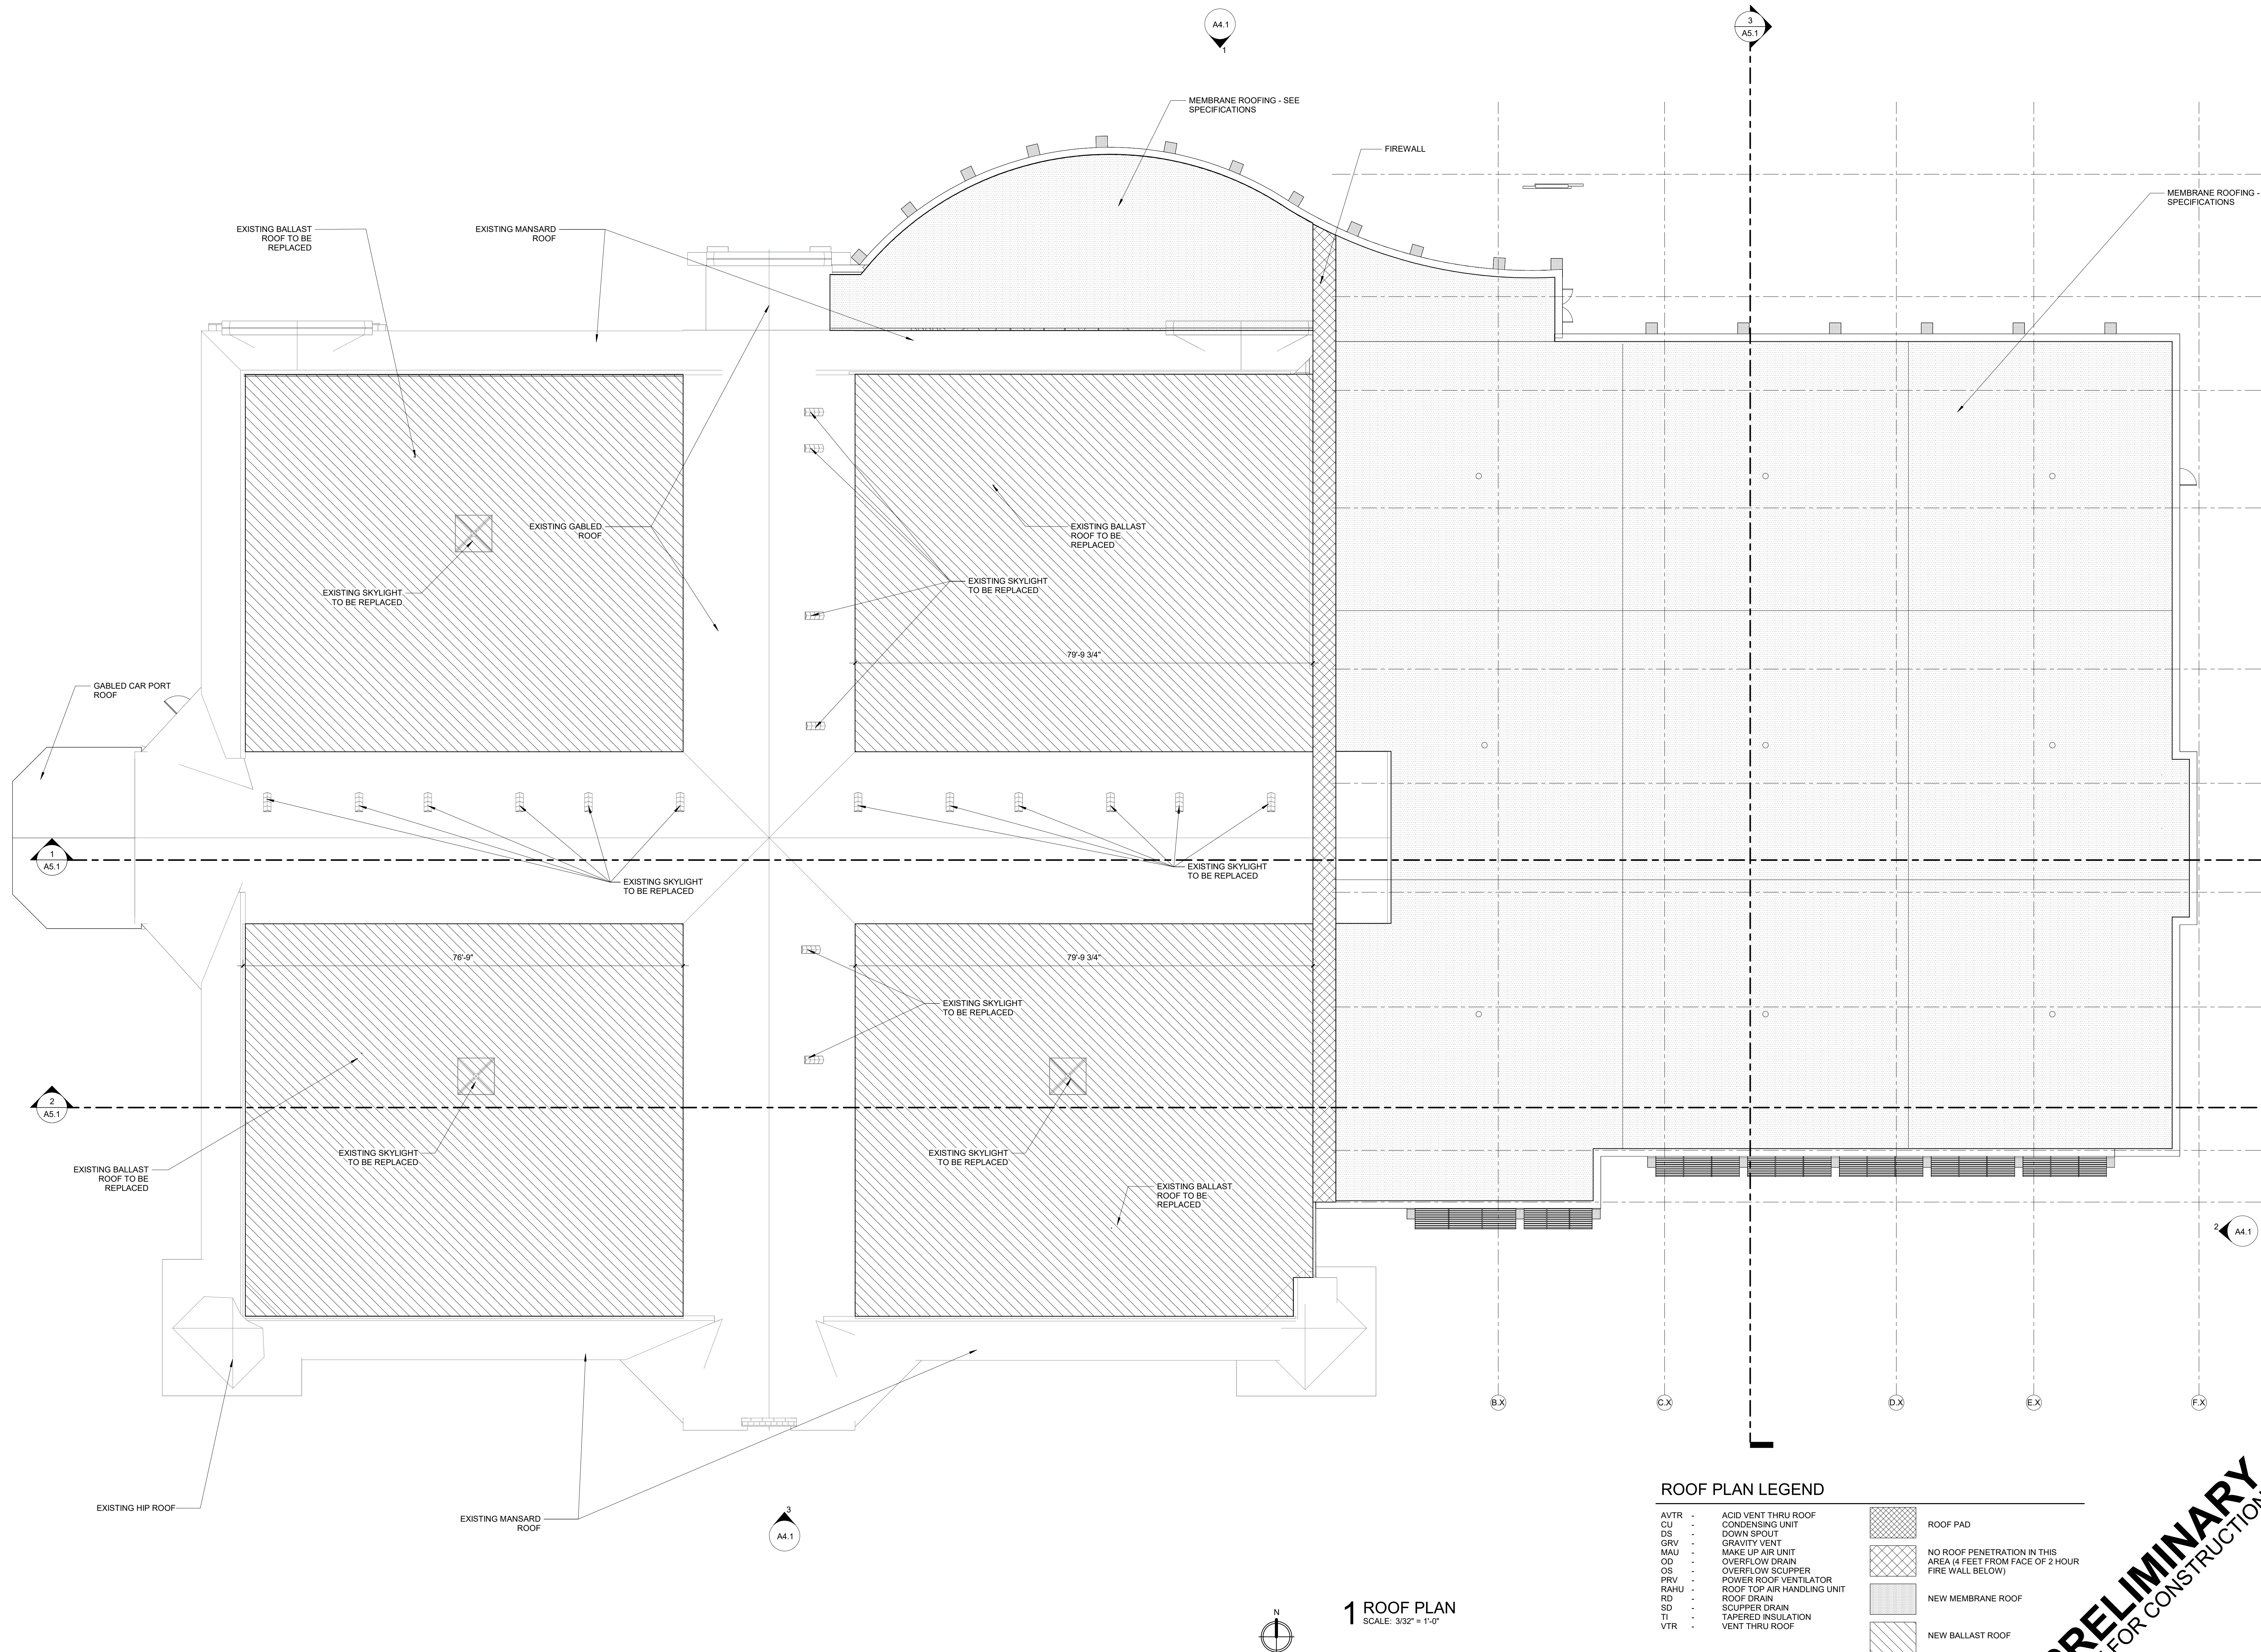 A4.1
1
3
A5.1
MEMBRANE ROOFING - SEE
SPECIFICATIONS
FIREWALL
MEMBRANE ROOFING -
SPECIFICATIONS
EXISTING BALLAST
ROOF TO BE
REPLACED
EXISTING MANSARD
ROOF
EXISTING GABLED
ROOF
EXISTING BALLAST
ROOF TO BE
REPLACED
EXISTING SKYLIGHT
TO BE REPLACED
EXISTING SKYLIGHT
TO BE REPLACED
79'-9 3/4"
GABLED CAR PORT
ROOF
1
A5.1
EXISTING SKYLIGHT
TO BE REPLACED
EXISTING SKYLIGHT
TO BE REPLACED
76'-9"
79'-9 3/4"
EXISTING SKYLIGHT
TO BE REPLACED
2
A5.1
EXISTING SKYLIGHT
TO BE REPLACED
EXISTING SKYLIGHT
TO BE REPLACED
EXISTING BALLAST
ROOF TO BE
REPLACED
EXISTING BALLAST
ROOF TO BE
REPLACED
2
A4.1
B.X
C.X
D.X
E.X
F.X
EXISTING HIP ROOF
EXISTING MANSARD
ROOF
3
A4.1
N
1 ROOF PLAN
SCALE: 3/32" = 1'-0"
ROOF PLAN LEGEND
AVTR - ACID VENT THRU ROOF
CU - CONDENSING UNIT
DS - DOWN SPOUT
GRV - GRAVITY VENT
MAU - MAKE UP AIR UNIT
OD - OVERFLOW DRAIN
OS - OVERFLOW SCUPPER
PRV - POWER ROOF VENTILATOR
RAHU - ROOF TOP AIR HANDLING UNIT
RD - ROOF DRAIN
SD - SCUPPER DRAIN
TI - TAPERED INSULATION
VTR - VENT THRU ROOF
ROOF PAD
NO ROOF PENETRATION IN THIS
AREA (4 FEET FROM FACE OF 2 HOUR
FIRE WALL BELOW)
NEW MEMBRANE ROOF
NEW BALLAST ROOF
PRELIMINARY
FOR CONSTRUCTION